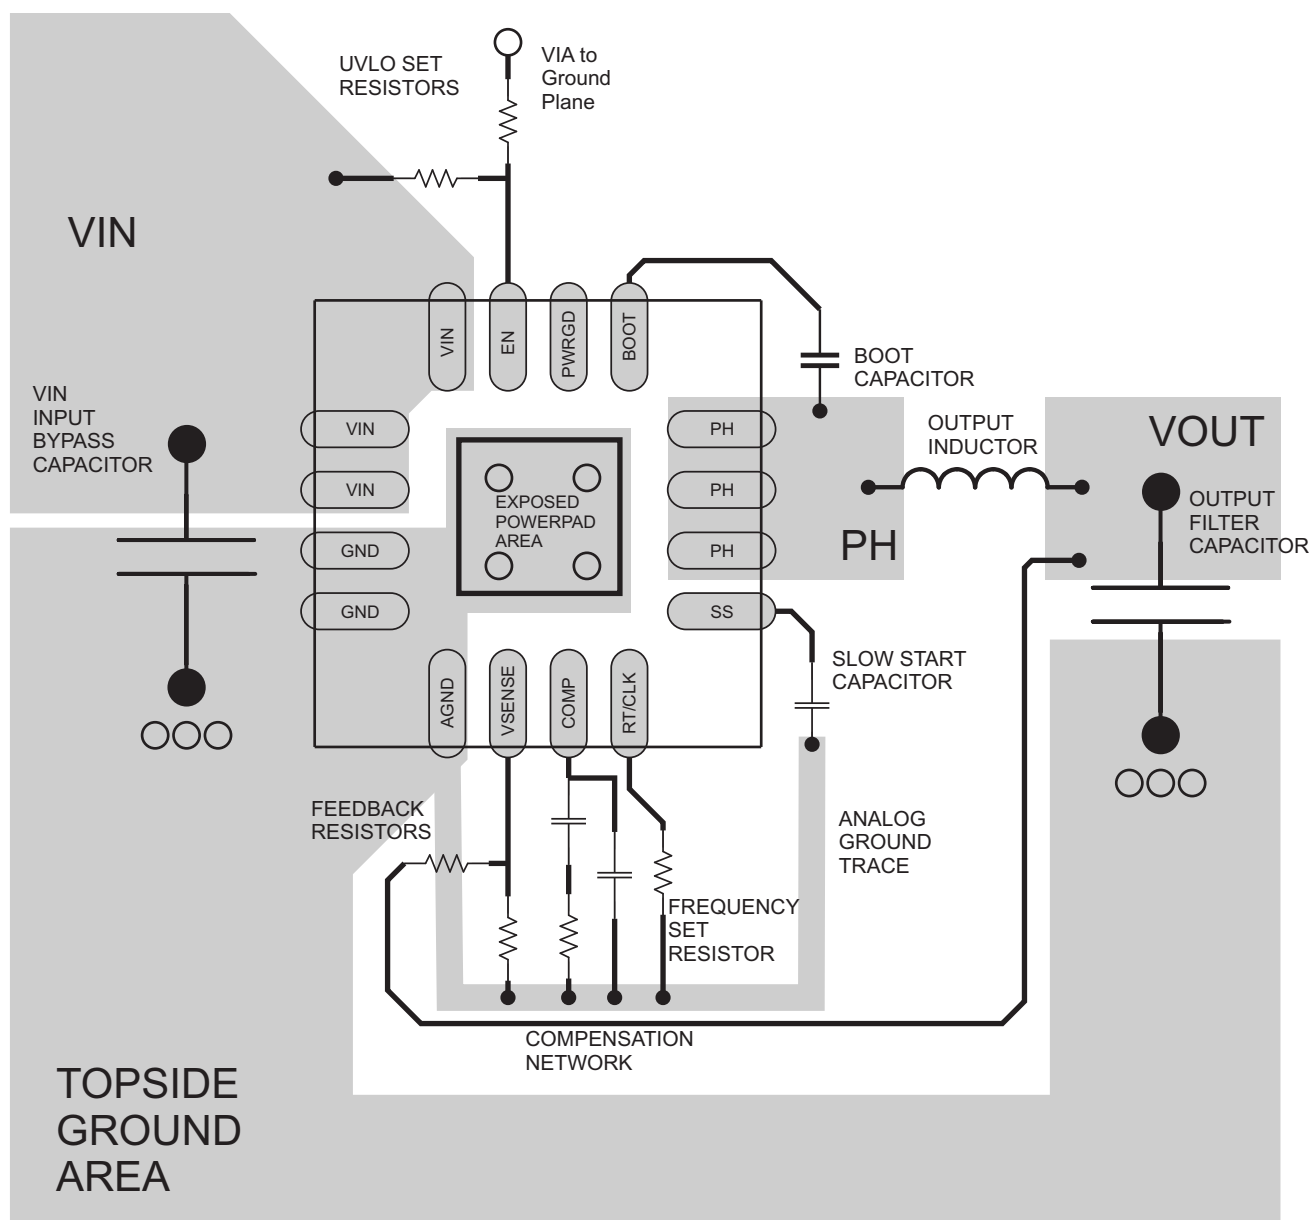 UVLO SET
RESISTORS
VIA to
Ground
Plane
VIN
VIN
EN
PWRGD
BOOT
BOOT
CAPACITOR
VIN
INPUT
BYPASS
CAPACITOR
VIN
VIN
GND
GND
EXPOSED
POWERPAD
AREA
PH
PH
PH
SS
PH
OUTPUT
INDUCTOR
VOUT
OUTPUT
FILTER
CAPACITOR
AGND
VSENSE
COMP
RT/CLK
SLOW START
CAPACITOR
FEEDBACK
RESISTORS
ANALOG
GROUND
TRACE
FREQUENCY
SET
RESISTOR
COMPENSATION
NETWORK
TOPSIDE
GROUND
AREA